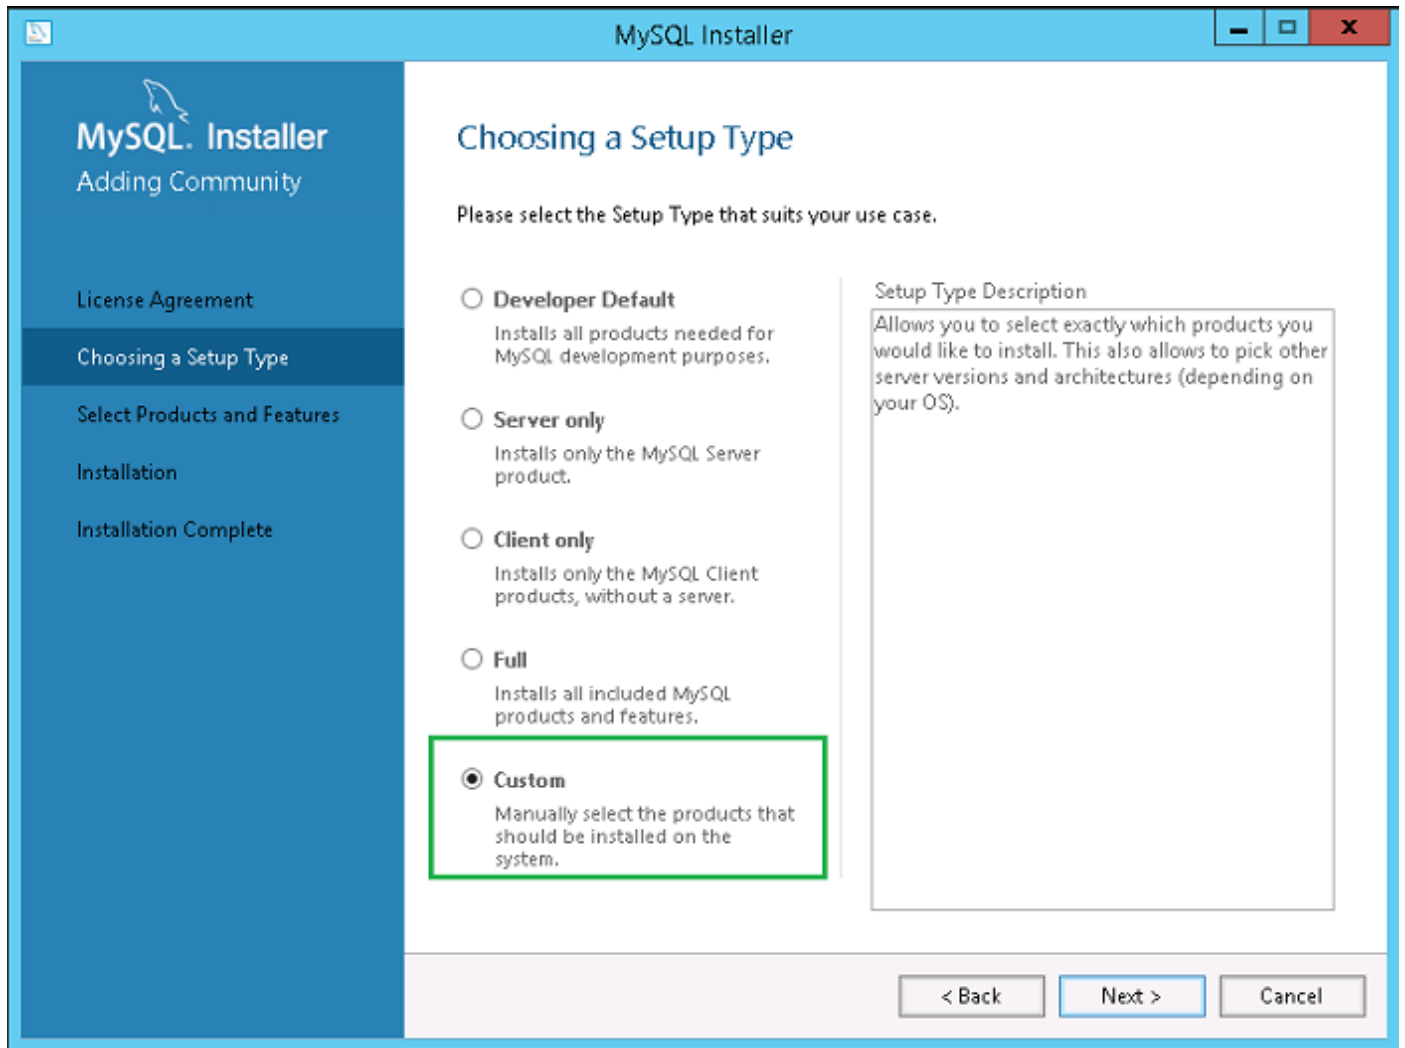 MySQL Installer
X
MySQL. Installer
Adding Community
License Agreement
Choosing a Setup Type
Select Products and Features
Installation
Installation Complete
Choosing a Setup Type
Please select the Setup Type that suits your use case.
Developer Default
Installs all products needed for
MySQL development purposes.
Server only
Installs only the MySQL Server
product.
Client only
Installs only the MySQL Client
products, without a server.
Full
Installs all included MySQL
products and features.
Custom
Manually select the products that
should be installed on the
system.
Setup Type Description
Allows you to select exactly which products you
would like to install. This also allows to pick other
server versions and architectures (depending on
your OS).
< Back
Next >
Cancel